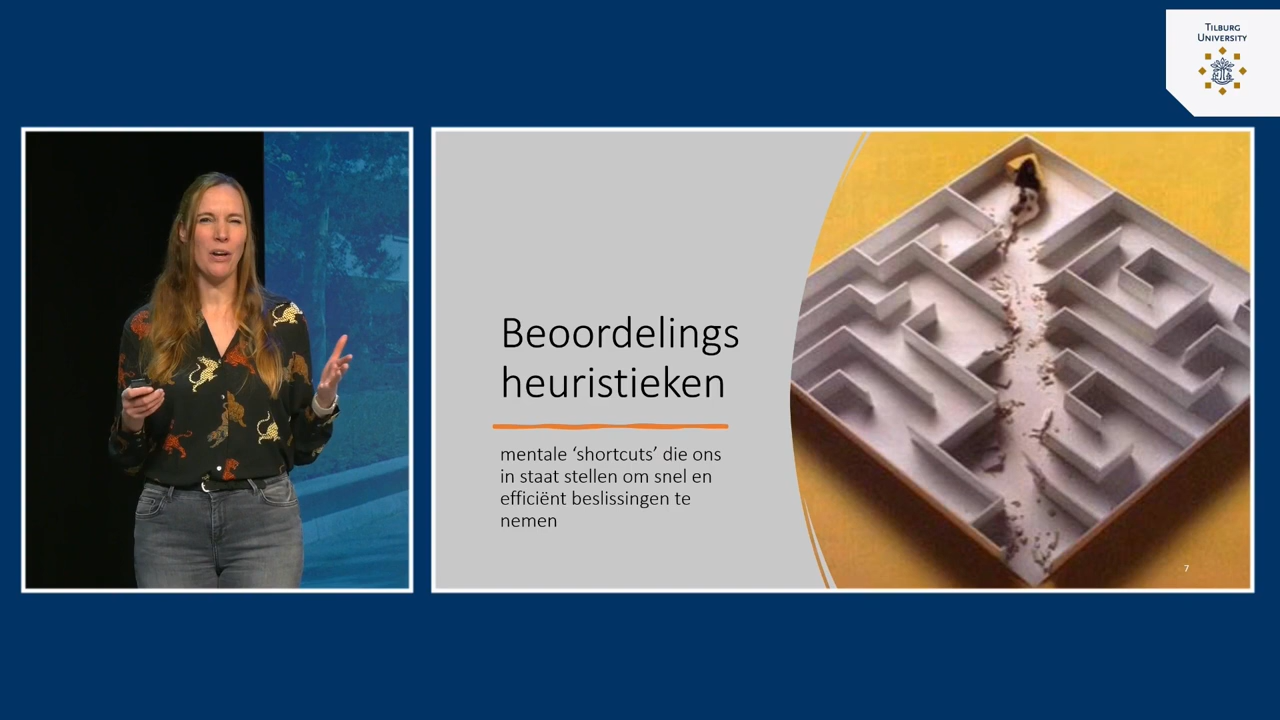 TILBURG
UNIVERSITY
Beoordelings
heuristieken
mentale ‘shortcuts’ die ons
in staat stellen om snel en
efficiënt beslissingen te
nemen
7